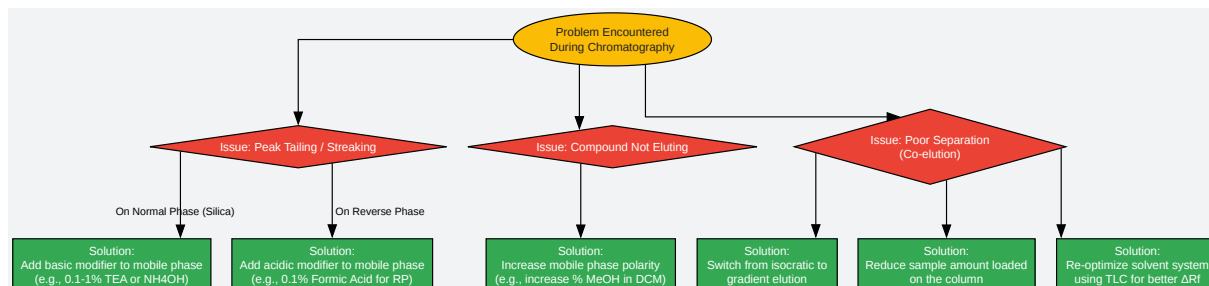 Problem Encountered
During Chromatography
Issue: Peak Tailing / Streaking
Issue: Compound Not Eluting
Issue: Poor Separation
(Co-elution)
On Normal Phase (Silica)
On Reverse Phase
Solution:
Add basic modifier to mobile phase
(e.g., 0.1-1% TEA or NH4OH)
Solution:
Add acidic modifier to mobile phase
(e.g., 0.1% Formic Acid for RP)
Solution:
Increase mobile phase polarity
(e.g., increase % MeOH in DCM)
Solution:
Switch from isocratic to
gradient elution
Solution:
Reduce sample amount loaded
on the column
Solution:
Re-optimize solvent system
using TLC for better ΔRf